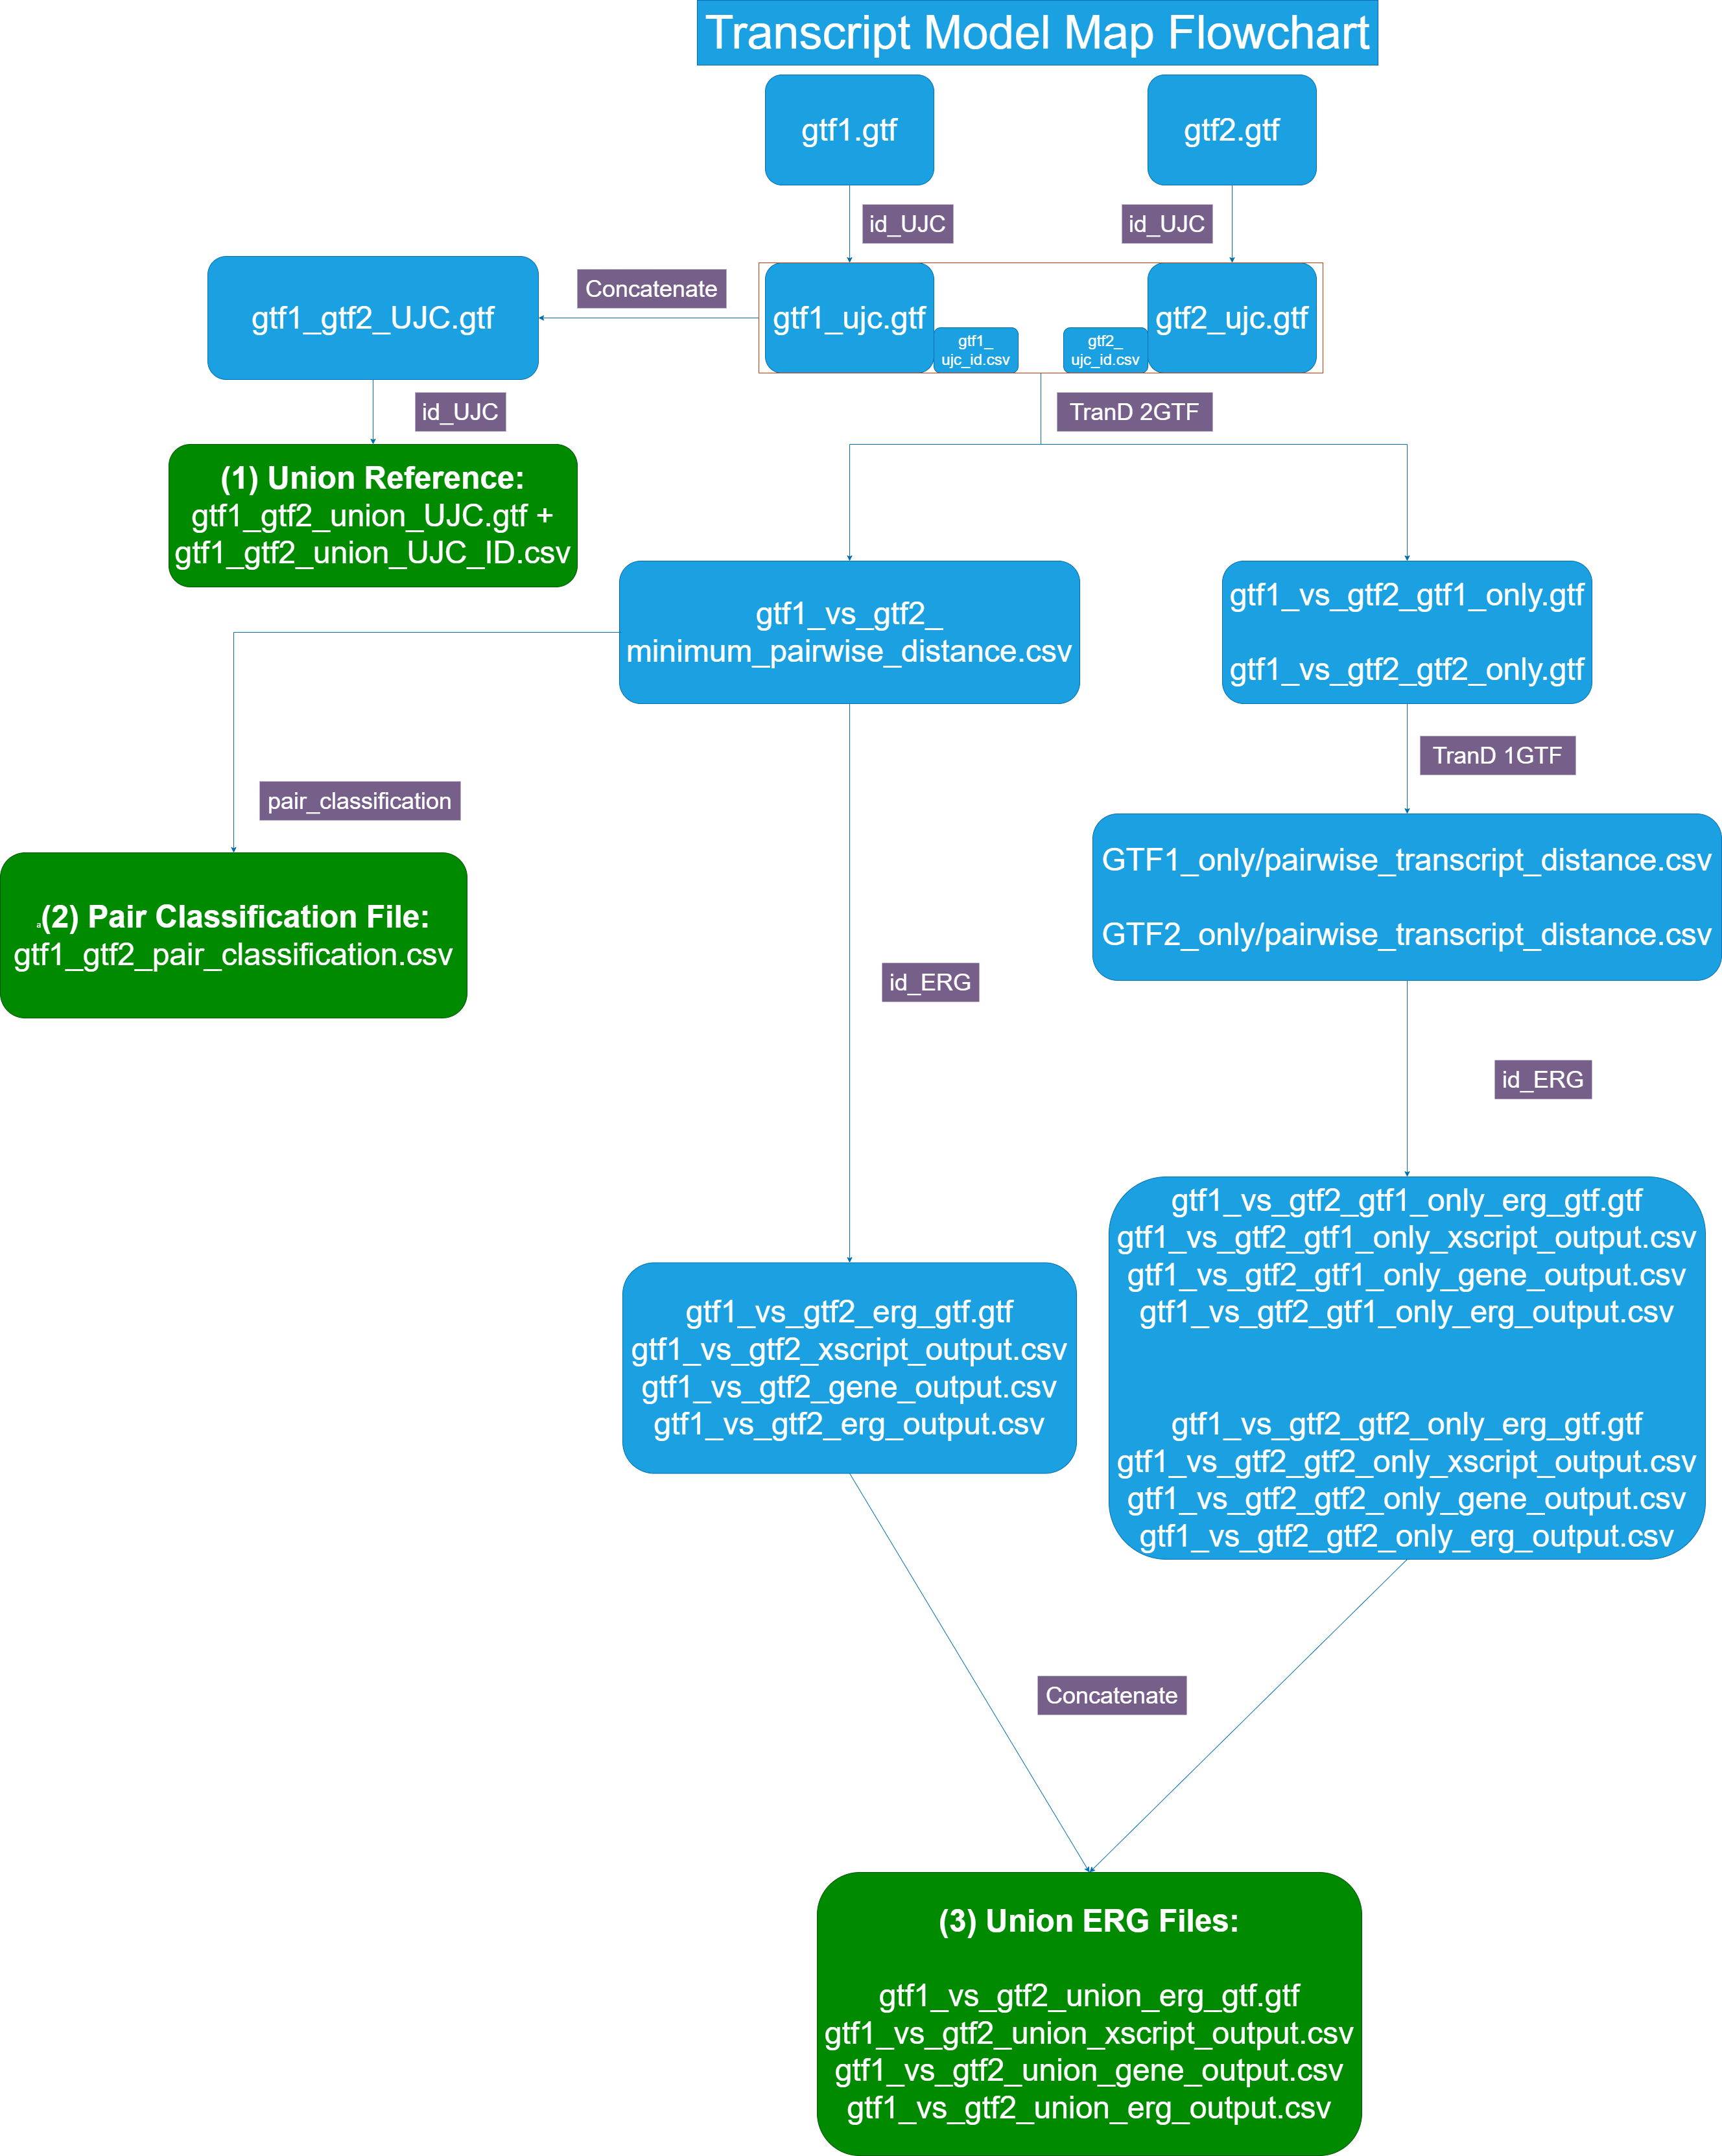 Transcript Model Map Flowchart
gtf1.gtf
gtf2.gtf
id_UJC
id_UJC
gtf1_gtf2_UJC.gtf
Concatenate
gtf1_ujc.gtf
gtf1_
ujc_id.csv
gtf2_
ujc_id.csv
gtf2_ujc.gtf
id_UJC
TranD 2GTF
(1) Union Reference:
gtf1_gtf2_union_UJC.gtf +
gtf1_gtf2_union_UJC_ID.csv
gtf1_vs_gtf2_
minimum_pairwise_distance.csv
gtf1_vs_gtf2_gtf1_only.gtf
gtf1_vs_gtf2_gtf2_only.gtf
TranD 1GTF
pair_classification
GTF1_only/pairwise_transcript_distance.csv
GTF2_only/pairwise_transcript_distance.csv
a(2) Pair Classification File:
gtf1_gtf2_pair_classification.csv
id_ERG
id_ERG
gtf1_vs_gtf2_gtf1_only_erg_gtf.gtf
gtf1_vs_gtf2_gtf1_only_xscript_output.csv
gtf1_vs_gtf2_gtf1_only_gene_output.csv
gtf1_vs_gtf2_gtf1_only_erg_output.csv
gtf1_vs_gtf2_gtf2_only_erg_gtf.gtf
gtf1_vs_gtf2_gtf2_only_xscript_output.csv
gtf1_vs_gtf2_gtf2_only_gene_output.csv
gtf1_vs_gtf2_gtf2_only_erg_output.csv
gtf1_vs_gtf2_erg_gtf.gtf
gtf1_vs_gtf2_xscript_output.csv
gtf1_vs_gtf2_gene_output.csv
gtf1_vs_gtf2_erg_output.csv
Concatenate
(3) Union ERG Files:
gtf1_vs_gtf2_union_erg_gtf.gtf
gtf1_vs_gtf2_union_xscript_output.csv
gtf1_vs_gtf2_union_gene_output.csv
gtf1_vs_gtf2_union_erg_output.csv